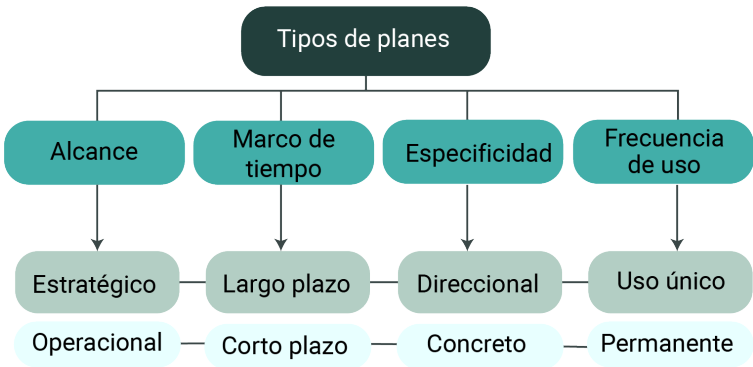 Tipos de planes
Alcance
Marco de
tiempo
Especificidad
Frecuencia
de uso
Estratégico
Largo plazo
Direccional
Uso único
Operacional
Corto plazo
Concreto
Permanente